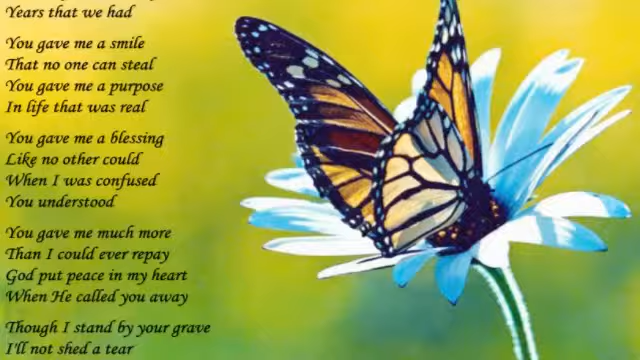 Years that we had
You gave me a smile
That no one can steal
You gave me a purpose
In life that was real
You gave me a blessing
Like no other could
When I was confused
You understood
You gave me much more
Than I could ever repay
God put peace in my heart
When He called you away
Though I stand by your grave
I'll not shed a tear